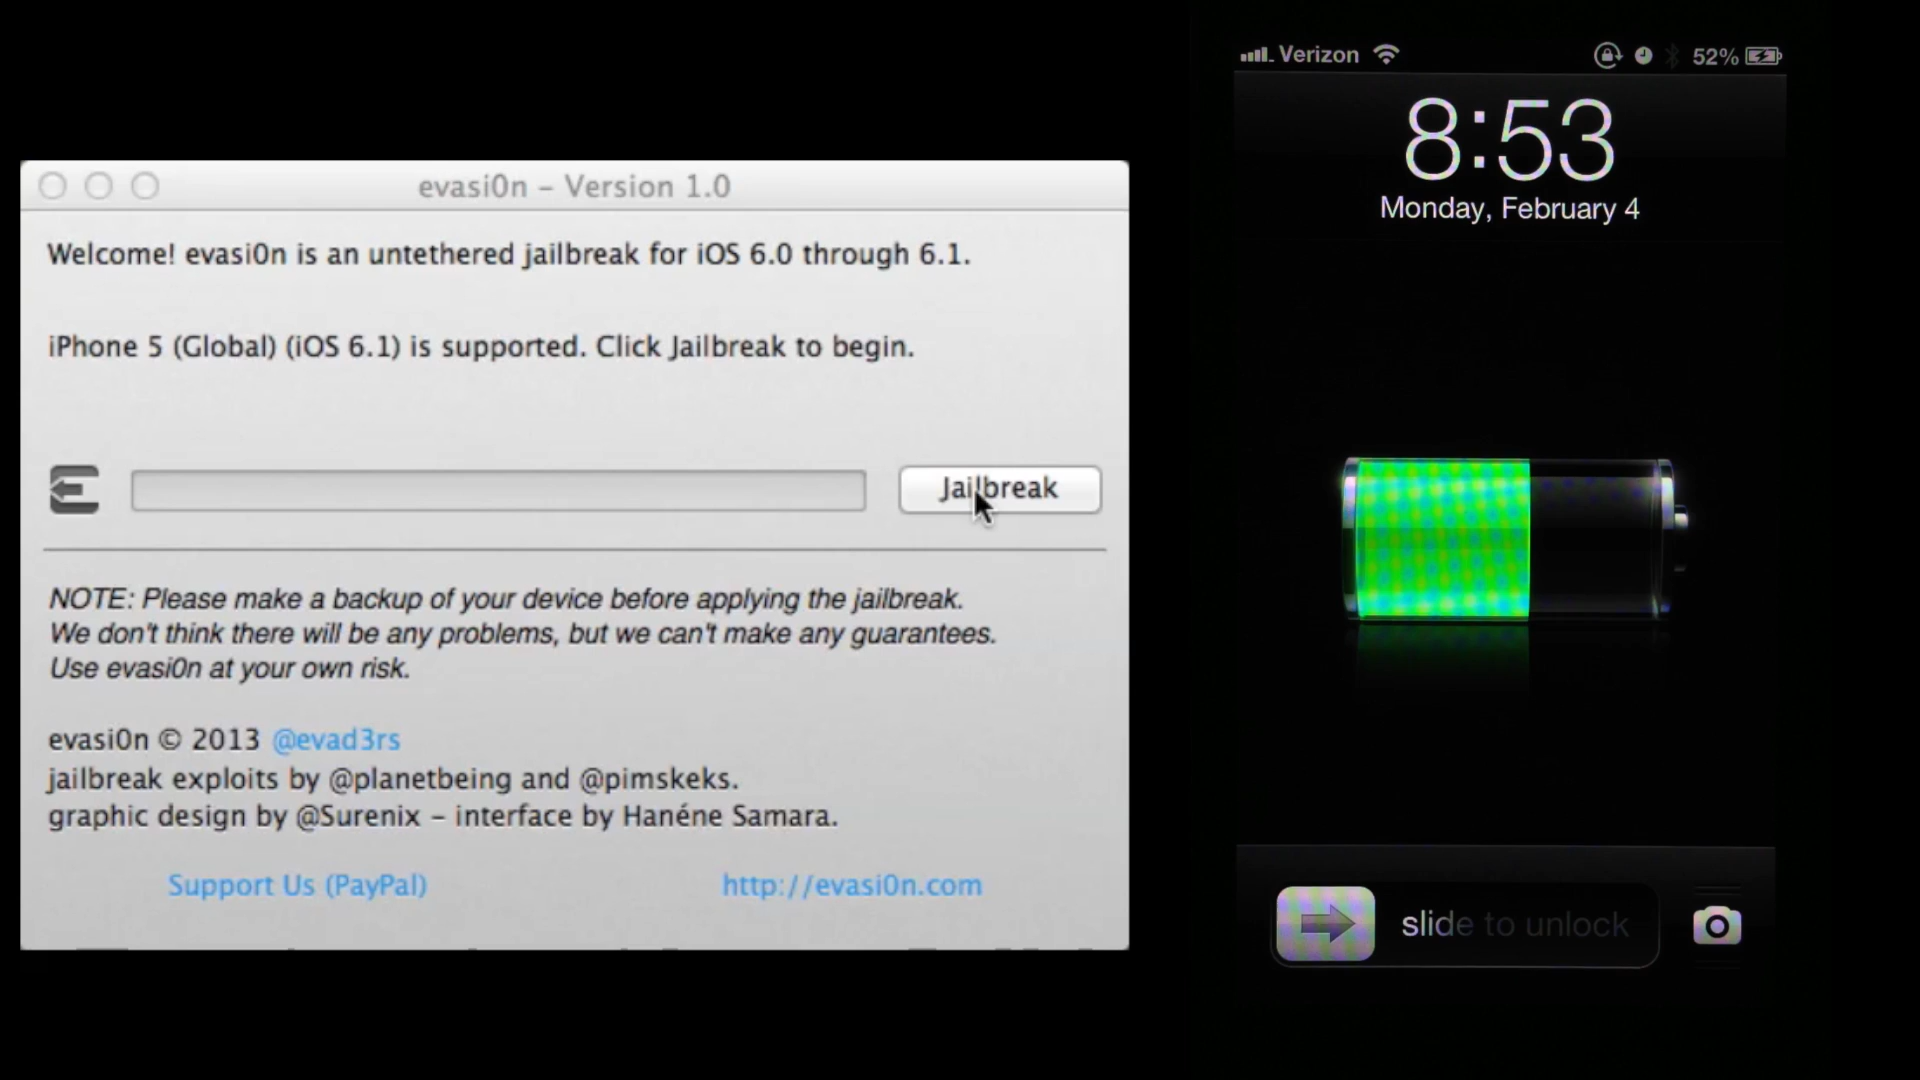 evasi0n – Version 1.0
Welcome! evasi0n is an untethered jailbreak for iOS 6.0 through 6.1.
iPhone 5 (Global) (iOS 6.1) is supported. Click Jailbreak to begin.
Jailbreak
NOTE: Please make a backup of your device before applying the jailbreak.
We don't think there will be any problems, but we can't make any guarantees.
Use evasi0n at your own risk.
evasi0n © 2013 @evad3rs
jailbreak exploits by @planetbeing and @pimskeks.
graphic design by @Surenix – interface by Hanéne Samara.
Support Us (PayPal)
http://evasi0n.com
Verizon
52%
8:53
Monday, February 4
slide to unlock